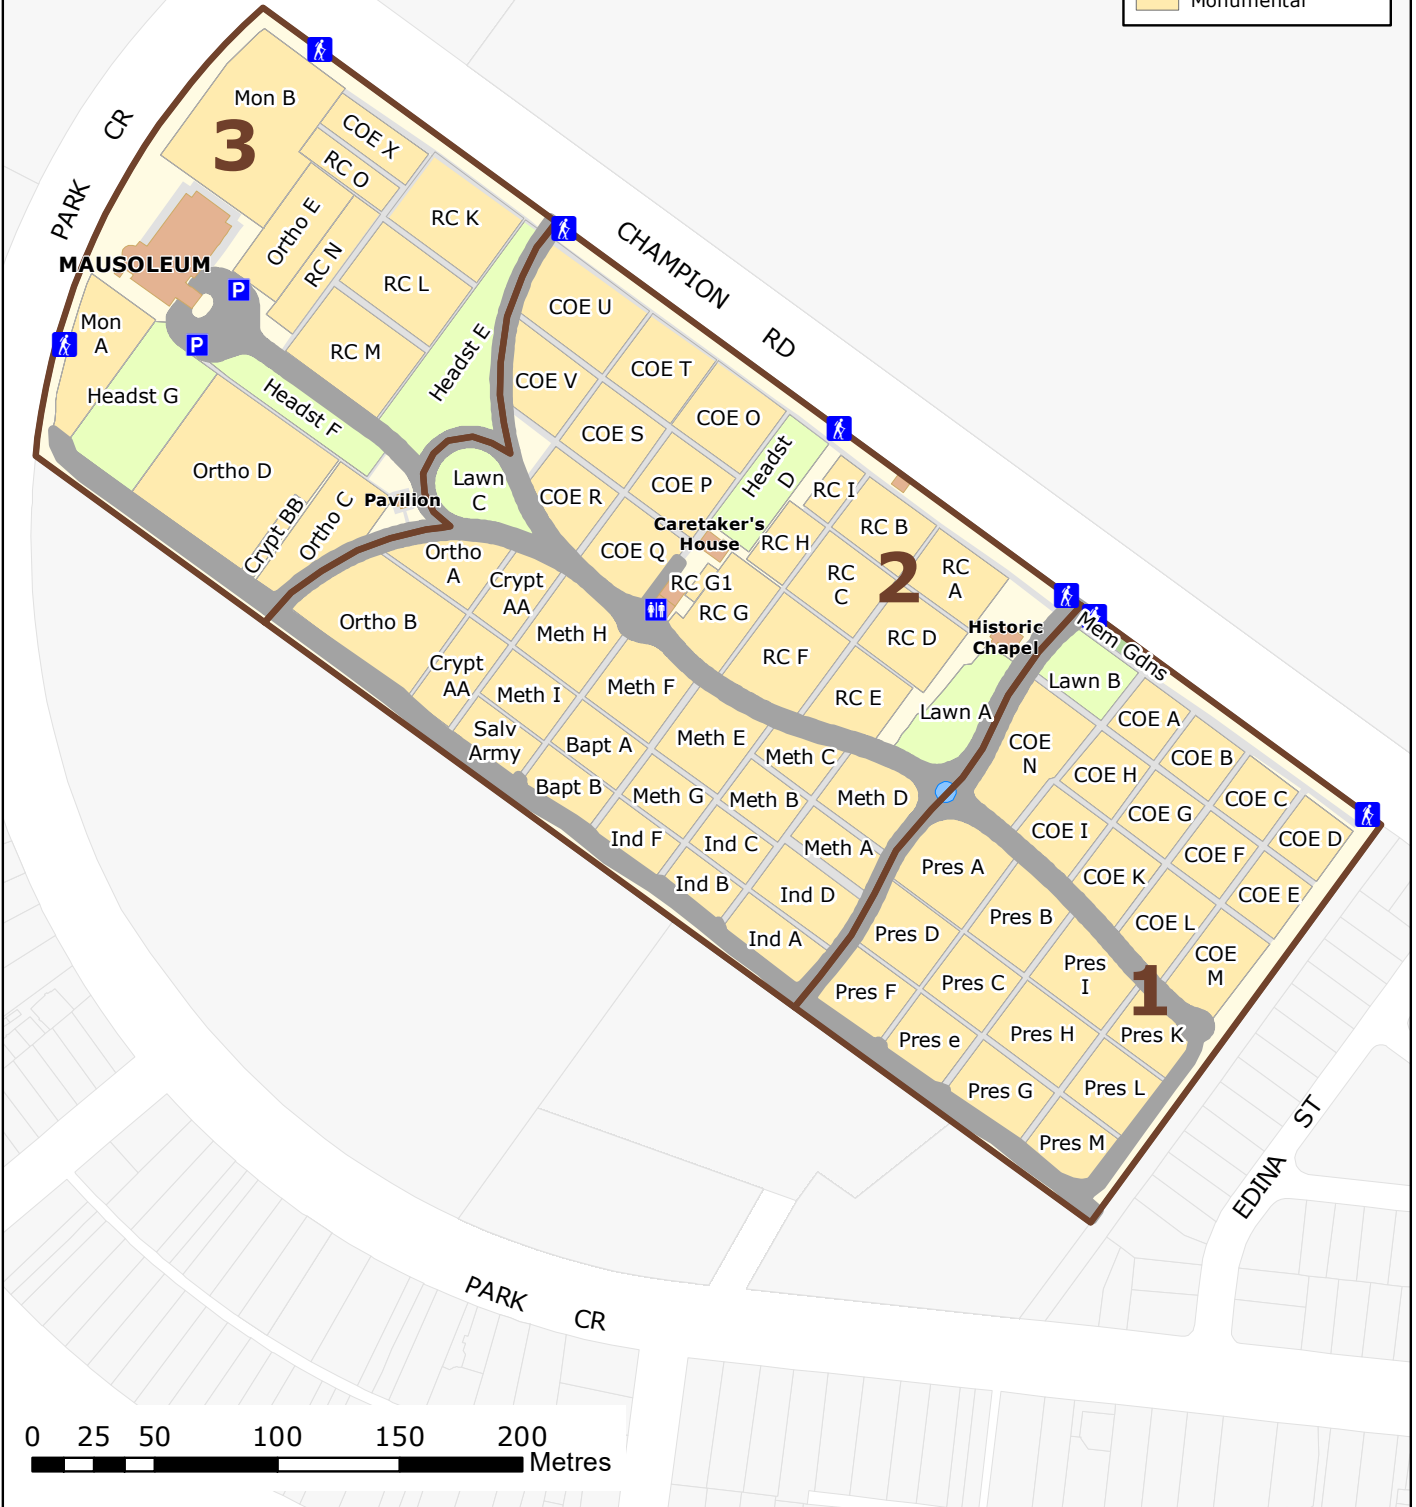 Monumental
PARK CR
CHAMPION RD
Mon B
3
COE X
RC O
Ortho E
RC N
RC K
RC L
RC M
MAUSOLEUM
P
P
Mon
A
Headst G
Headst F
Headst E
Ortho D
Crypt BB
Ortho C
Pavilion
Lawn
C
COE U
COE V
COE T
COE S
COE O
COE R
COE P
Headst
D
COE Q
Caretaker's
House
RC I
RC H
RC B
RC
A
RC
C
2
RC G1
RC G
RC D
RC F
RC E
Historic
Chapel
Mem Gdns
Lawn B
Lawn A
Ortho
A
Ortho B
Crypt
AA
Crypt
AA
Meth H
Meth I
Meth F
Salv
Army
Bapt A
Bapt B
Meth E
Meth C
Meth G
Meth B
Meth D
Ind F
Ind C
Meth A
Ind B
Ind D
Ind A
COE
N
COE A
COE B
COE H
COE C
COE G
COE D
COE I
COE F
COE K
COE E
COE L
COE
M
Pres A
Pres B
Pres D
Pres
I
1
Pres C
Pres F
Pres H
Pres K
Pres e
Pres L
Pres G
Pres M
EDINA ST
PARK CR
0 25 50 100 150 200
Metres